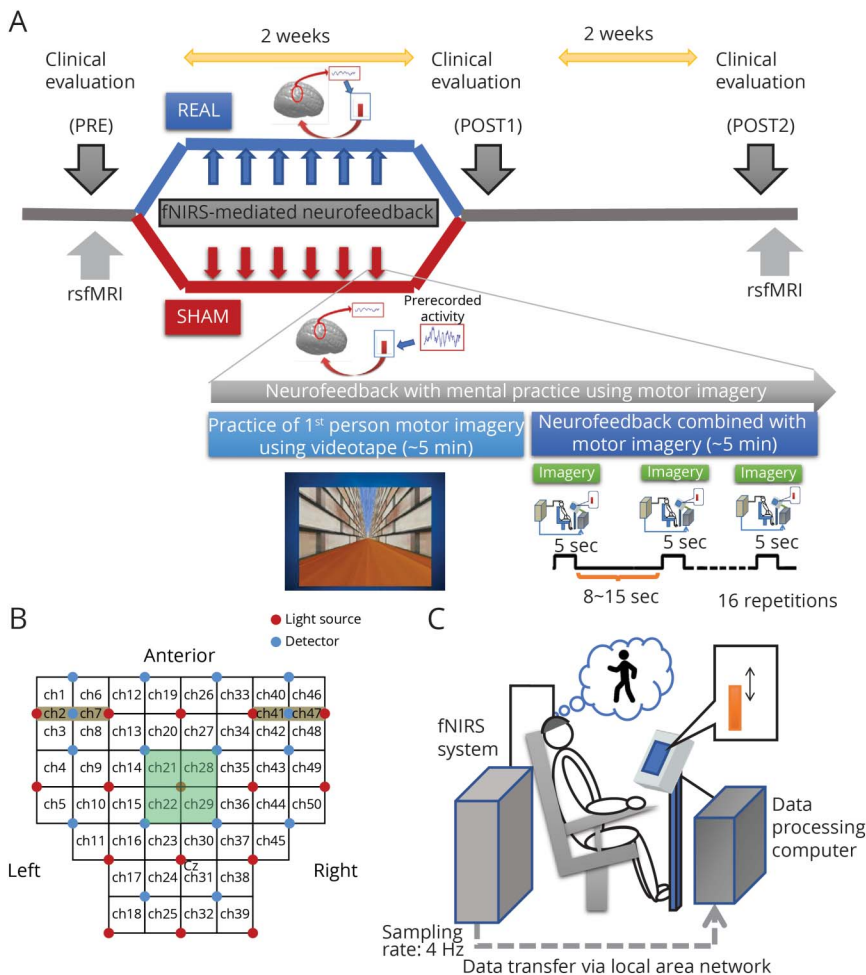 A
2 weeks
2 weeks
Clinical
evaluation
(PRE)
Clinical
evaluation
(POST1)
Clinical
evaluation
(POST2)
REAL
fNIRS-mediated neurofeedback
rsfMRI
rsfMRI
SHAM
Prerecorded
activity
Neurofeedback with mental practice using motor imagery
Practice of 1st person motor imagery
using videotape (~5 min)
Neurofeedback combined with
motor imagery (~5 min)
Imagery Imagery Imagery
5 sec 5 sec 5 sec
8~15 sec
16 repetitions
B
Light source
Detector
Anterior
ch1 ch6 ch12 ch19 ch26 ch33 ch40 ch46
ch2 ch7 ch41 ch47
ch3 ch8 ch13 ch20 ch27 ch34 ch42 ch48
ch4 ch9 ch14 ch21 ch28 ch35 ch43 ch49
ch5 ch10 ch15 ch22 ch29 ch36 ch44 ch50
ch11 ch16 ch23 ch30 ch37 ch45
Left
Cz
Right
ch17 ch24 ch31 ch38
ch18 ch25 ch32 ch39
C
fNIRS
system
Data
processing
computer
Sampling
rate: 4 Hz
Data transfer via local area network